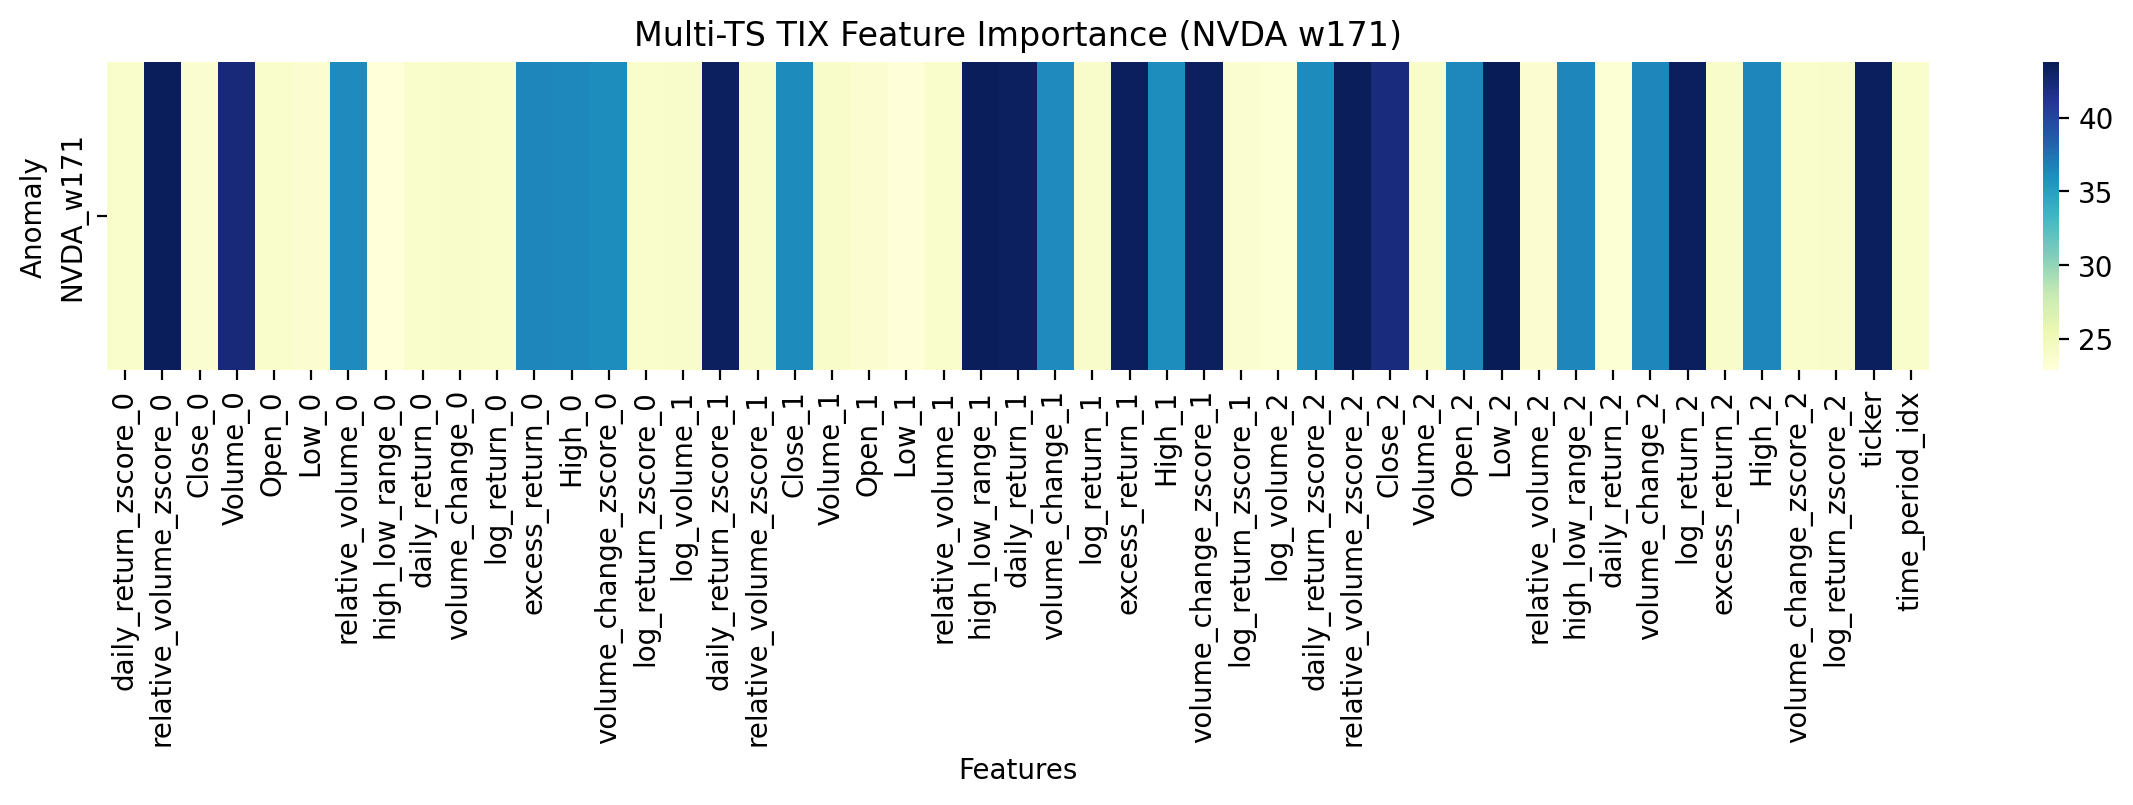 Multi-TS TIX Feature Importance (NVDA w171)
Anomaly
NVDA_w171
40
35
30
25
daily_return_zscore_0
relative_volume_zscore_0
Close_0
Volume_0
Open_0
Low_0
relative_volume_0
high_low_range_0
daily_return_0
volume_change_0
log_return_0
excess_return_0
High_0
volume_change_zscore_0
log_return_zscore_0
log_volume_1
daily_return_zscore_1
relative_volume_zscore_1
Close_1
Volume_1
Open_1
Low_1
relative_volume_1
high_low_range_1
daily_return_1
volume_change_1
log_return_1
excess_return_1
High_1
volume_change_zscore_1
log_return_zscore_1
log_volume_2
daily_return_zscore_2
relative_volume_zscore_2
Close_2
Volume_2
Open_2
Low_2
relative_volume_2
high_low_range_2
daily_return_2
volume_change_2
log_return_2
excess_return_2
High_2
volume_change_zscore_2
log_return_zscore_2
ticker
time_period_idx
Features